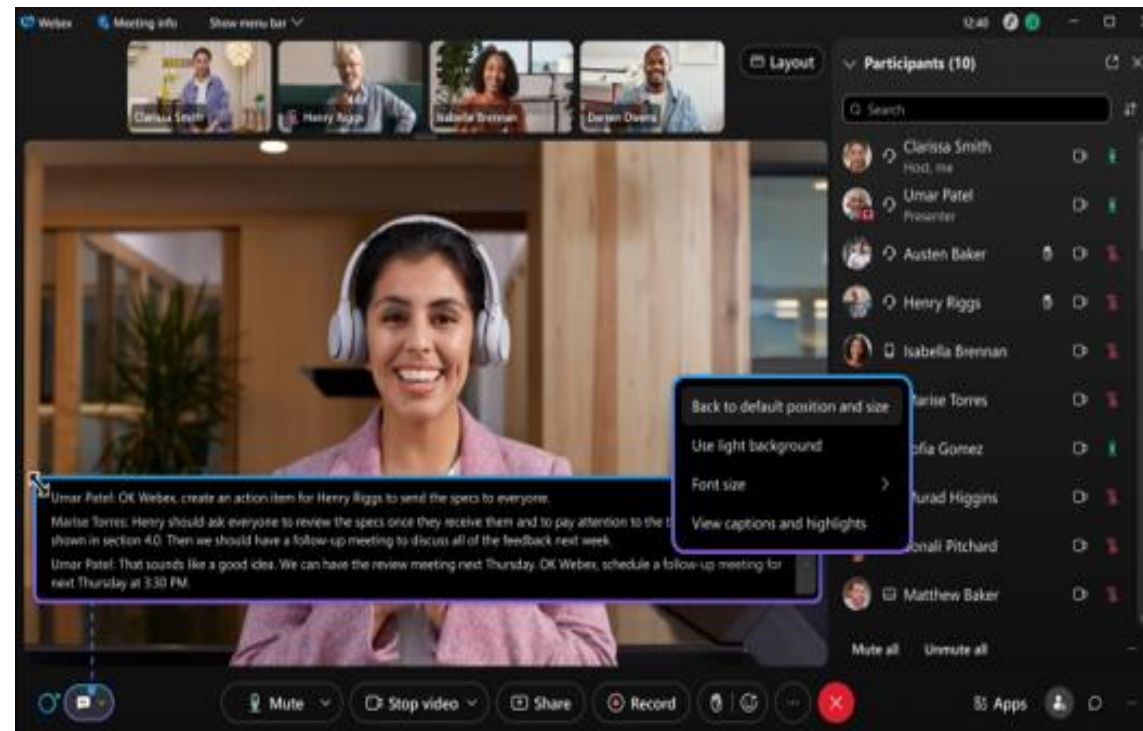 Webex Meeting info Show menu bar 12:40
Clarissa Smith Henry Riggs Isabella Brennan Darren Owens
Layout
Participants (10)
Search
Clarissa Smith
Host, me
Umar Patel
Presenter
Austen Baker
Henry Riggs
Isabella Brennan
arise Torres
ofia Gomez
urad Higgins
onali Pitchard
Matthew Baker
Mute all Unmute all
Back to default position and size
Use light background
Font size
View captions and highlights
Umar Patel: OK Webex, create an action item for Henry Riggs to send the specs to everyone.
Marise Torres: Henry should ask everyone to review the specs once they receive them and to pay attention to the t
shown in section 4.0. Then we should have a follow-up meeting to discuss all of the feedback next week.
Umar Patel: That sounds like a good idea. We can have the review meeting next Thursday. OK Webex, schedule a follow-up meeting for
next Thursday at 3:30 PM.
Mute Stop video Share Record Apps